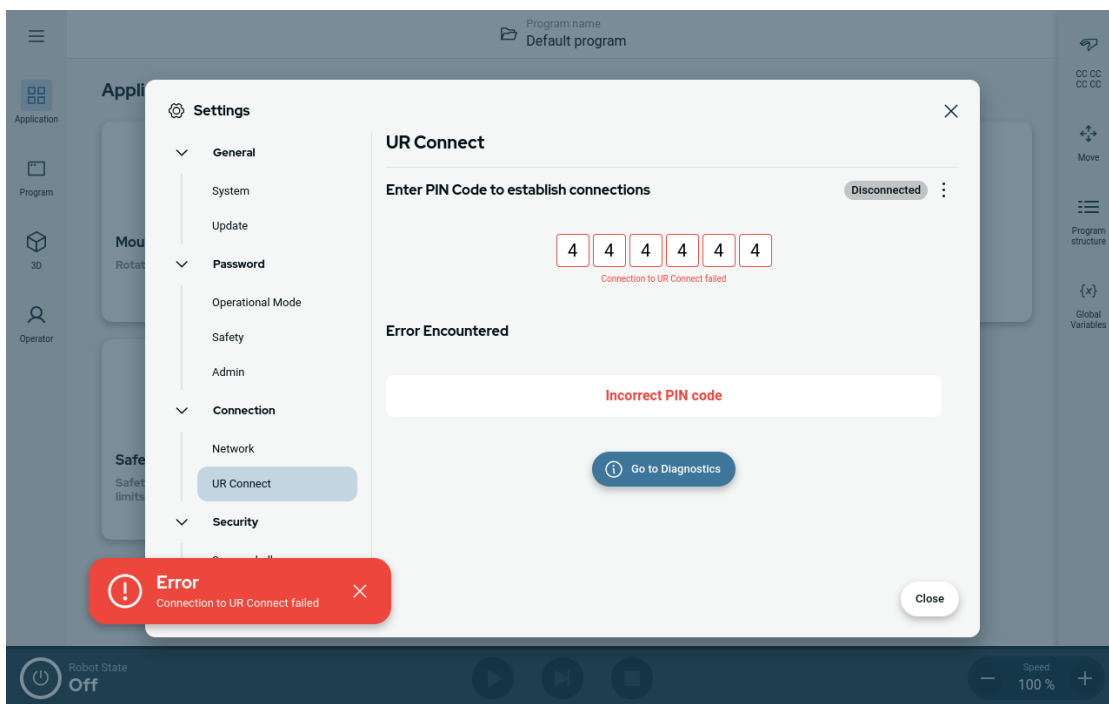 Program name
Default program
Application
Program
3D
Operator
Appli
Mou
Rotat
Safe
Safet
limits
Settings
General
System
Update
Password
Operational Mode
Safety
Admin
Connection
Network
UR Connect
Security
UR Connect
Enter PIN Code to establish connections
Disconnected
4 4 4 4 4 4
Connection to UR Connect failed
Error Encountered
Incorrect PIN code
Go to Diagnostics
Close
Error
Connection to UR Connect failed
CC CC
CC CC
Move
Program
structure
{x}
Global
Variables
Robot State
Off
Speed
100 %